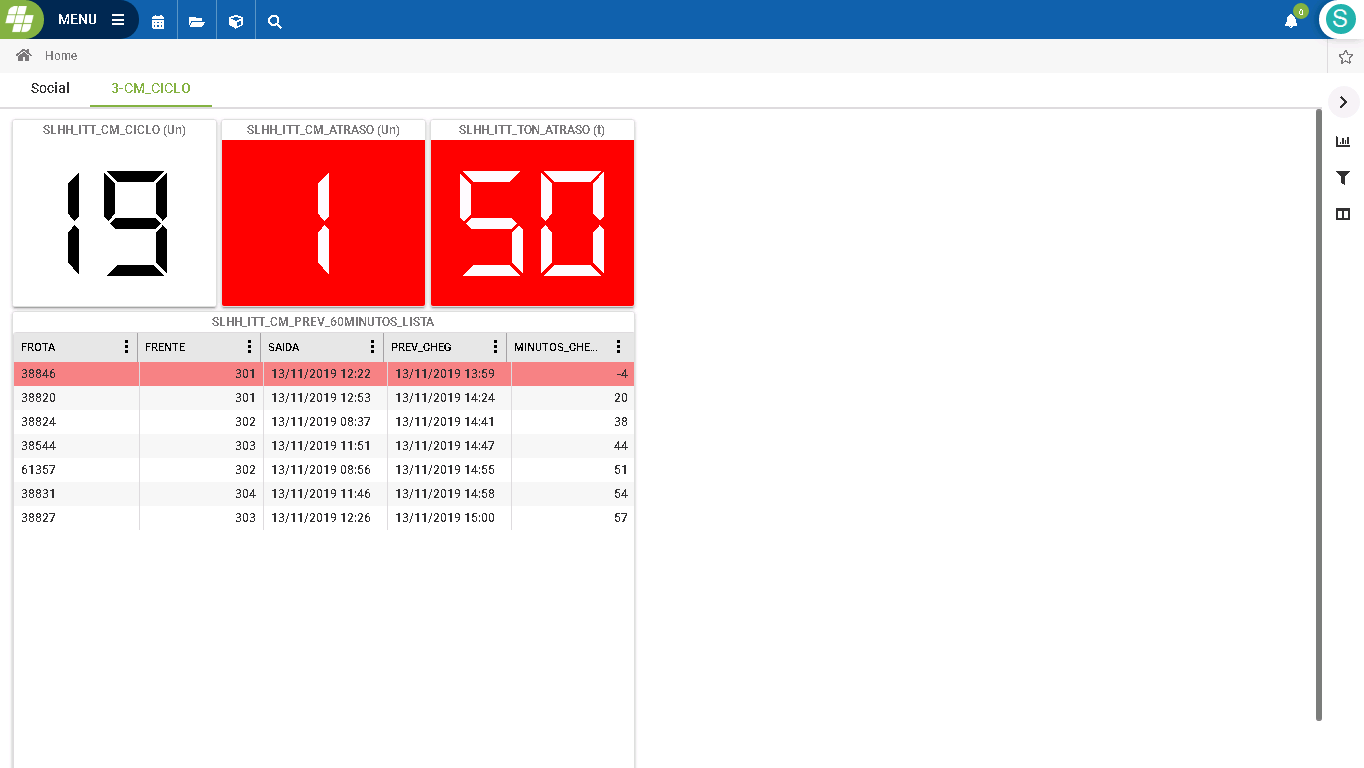 MENU
0
S
Home
Social 3-CM_CICLO
SLHH_ITT_CM_CICLO (Un) SLHH_ITT_CM_ATRASO (Un) SLHH_ITT_TON_ATRASO (t)
19 1 50
SLHH_ITT_CM_PREV_60MINUTOS_LISTA
FROTA FRENTE SAIDA PREV_CHEG MINUTOS_CHE...
38846 301 13/11/2019 12:22 13/11/2019 13:59 -4
38820 301 13/11/2019 12:53 13/11/2019 14:24 20
38824 302 13/11/2019 08:37 13/11/2019 14:41 38
38544 303 13/11/2019 11:51 13/11/2019 14:47 44
61357 302 13/11/2019 08:56 13/11/2019 14:55 51
38831 304 13/11/2019 11:46 13/11/2019 14:58 54
38827 303 13/11/2019 12:26 13/11/2019 15:00 57